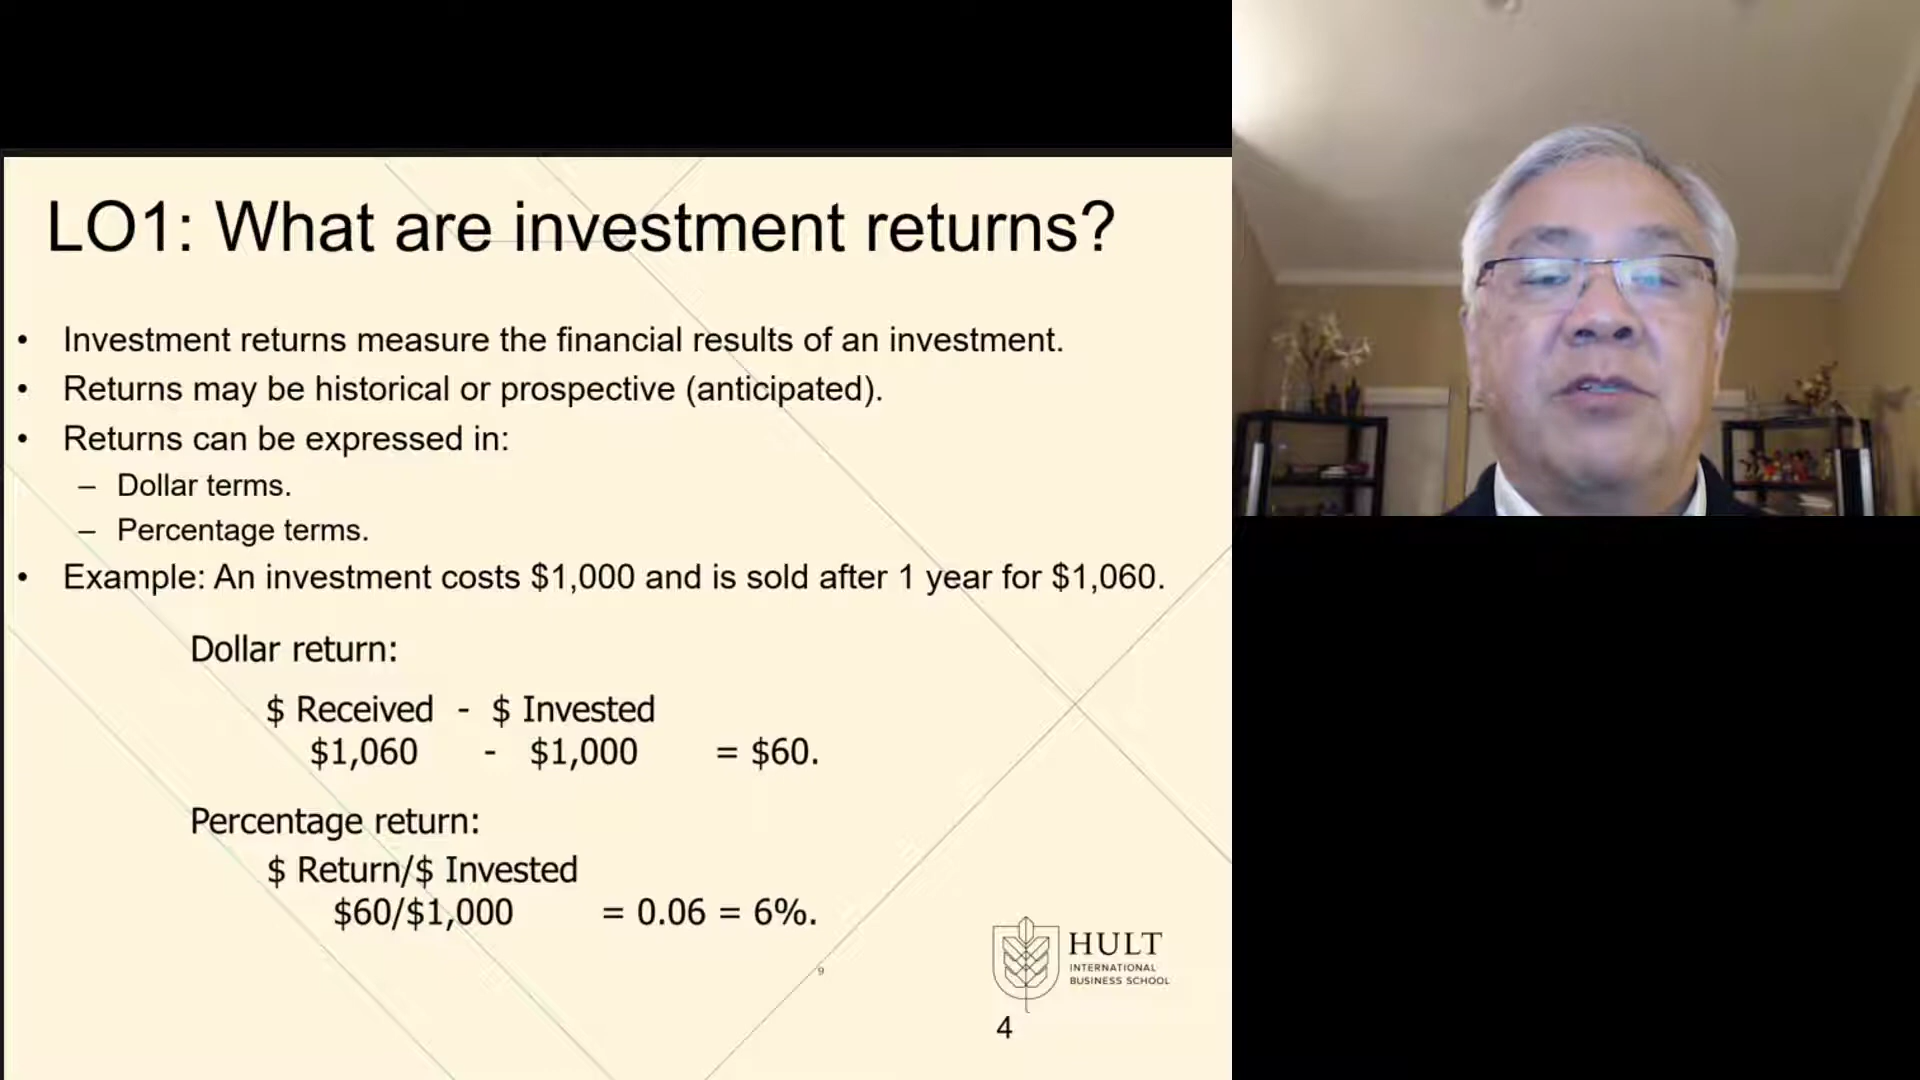 LO1: What are investment returns?
• Investment returns measure the financial results of an investment.
• Returns may be historical or prospective (anticipated).
• Returns can be expressed in:
– Dollar terms.
– Percentage terms.
• Example: An investment costs $1,000 and is sold after 1 year for $1,060.
Dollar return:
$ Received - $ Invested
$1,060 - $1,000 = $60.
Percentage return:
$ Return/$ Invested
$60/$1,000 = 0.06 = 6%.
9
HULT
INTERNATIONAL
BUSINESS SCHOOL
4